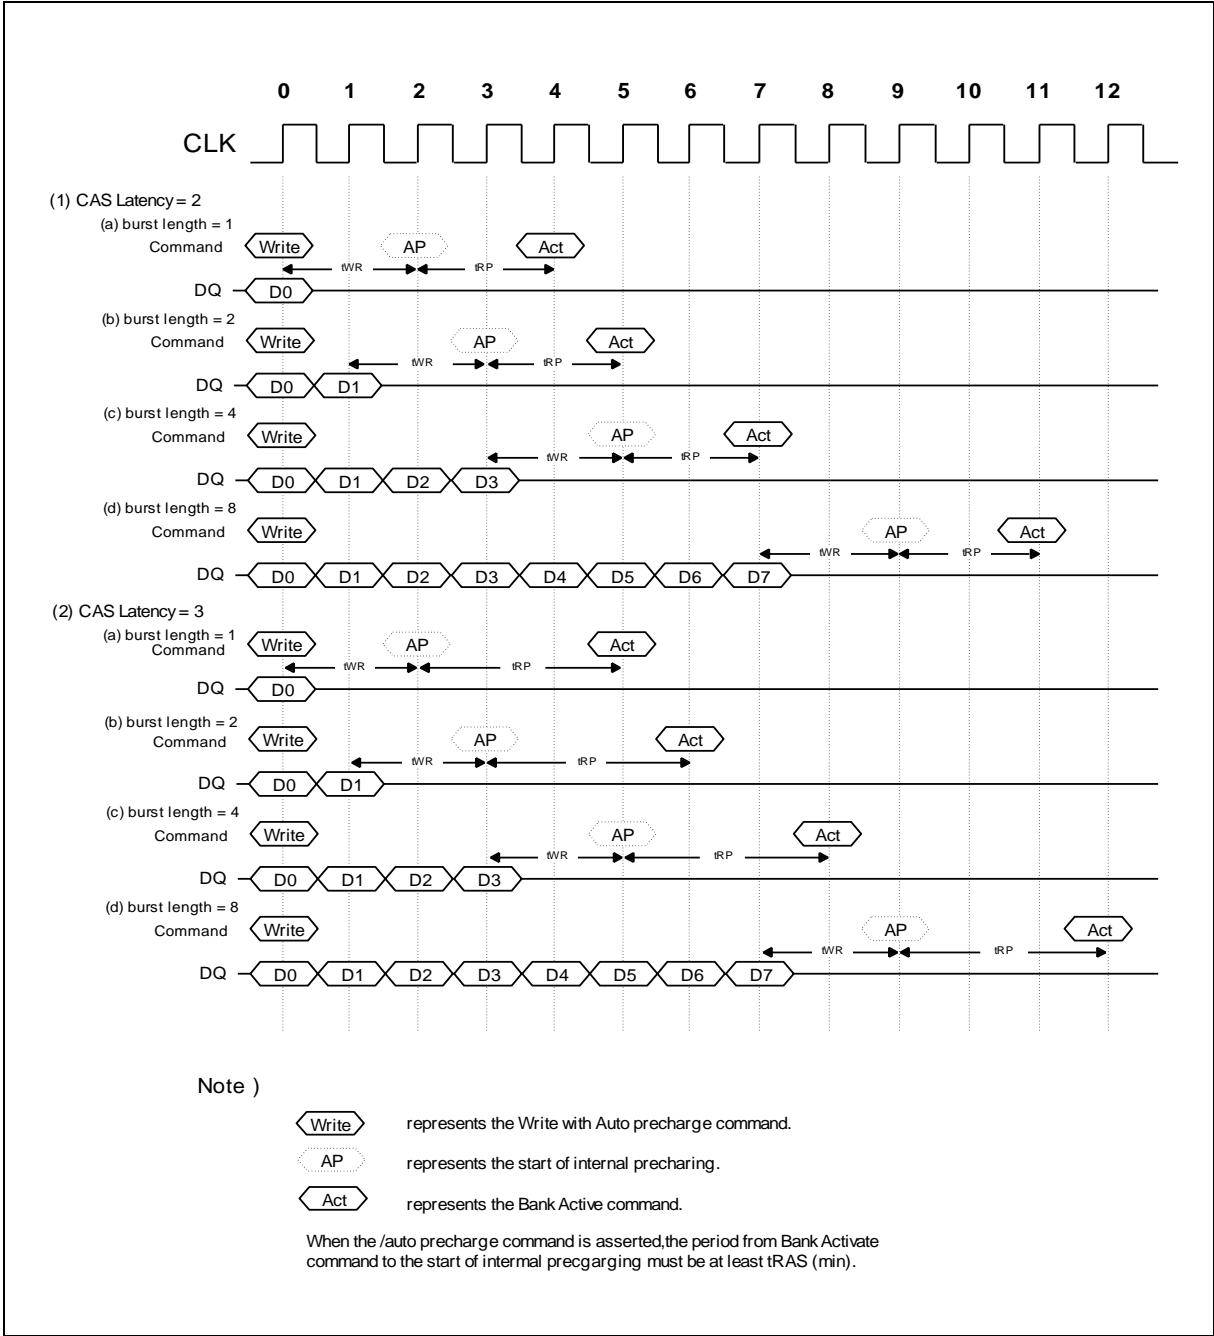 0 1 2 3 4 5 6 7 8 9 10 11 12
CLK
(1) CAS Latency = 2
(a) burst length = 1
Command Write AP Act
tWR tRP
DQ D0
(b) burst length = 2
Command Write AP Act
tWR tRP
DQ D0 D1
(c) burst length = 4
Command Write AP Act
tWR tRP
DQ D0 D1 D2 D3
(d) burst length = 8
Command Write AP Act
tWR tRP
DQ D0 D1 D2 D3 D4 D5 D6 D7
(2) CAS Latency = 3
(a) burst length = 1
Command Write AP Act
tWR tRP
DQ D0
(b) burst length = 2
Command Write AP Act
tWR tRP
DQ D0 D1
(c) burst length = 4
Command Write AP Act
tWR tRP
DQ D0 D1 D2 D3
(d) burst length = 8
Command Write AP Act
tWR tRP
DQ D0 D1 D2 D3 D4 D5 D6 D7
Note )
Write represents the Write with Auto precharge command.
AP represents the start of internal precharing.
Act represents the Bank Active command.
When the /auto precharge command is asserted,the period from Bank Activate
command to the start of internal precgarging must be at least tRAS (min).